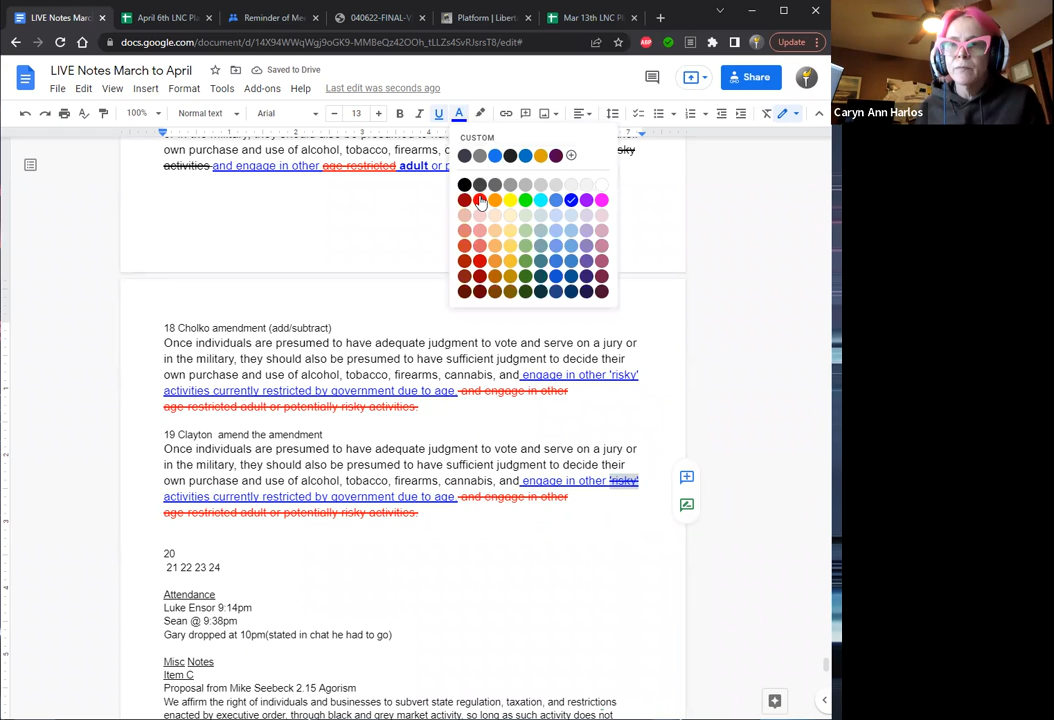 LIVE Notes March to April
April 6th LNC Pl
Reminder of Me
040622-FINAL-V
Platform | Libert
Mar 13th LNC Pl
docs.google.com/document/d/14X94WWqWgj9oGK9-MMBeQz42OOh_tLLZs4SvRJsrsT8/edit#
ABP
Update
LIVE Notes March to April
Saved to Drive
File Edit View Insert Format Tools Add-ons Help Last edit was seconds ago
Share
Caryn Ann Harlos
100% Normal text Arial 13 B I U A
CUSTOM
own purchase and use of alcohol, tobacco, firearms,
activities and engage in other age-restricted adult or p
18 Cholko amendment (add/subtract)
Once individuals are presumed to have adequate judgment to vote and serve on a jury or
in the military, they should also be presumed to have sufficient judgment to decide their
own purchase and use of alcohol, tobacco, firearms, cannabis, and engage in other 'risky'
activities currently restricted by government due to age. and engage in other
age-restricted adult or potentially risky activities.
19 Clayton  amend the amendment
Once individuals are presumed to have adequate judgment to vote and serve on a jury or
in the military, they should also be presumed to have sufficient judgment to decide their
own purchase and use of alcohol, tobacco, firearms, cannabis, and engage in other 'risky'
activities currently restricted by government due to age. and engage in other
age-restricted adult or potentially risky activities.
20
21 22 23 24
Attendance
Luke Ensor 9:14pm
Sean @ 9:38pm
Gary dropped at 10pm(stated in chat he had to go)
Misc Notes
Item C
Proposal from Mike Seebeck 2.15 Agorism
We affirm the right of individuals and businesses to subvert state regulation, taxation, and restrictions
enacted by executive order, through black and grey market activity, so long as such activity does not